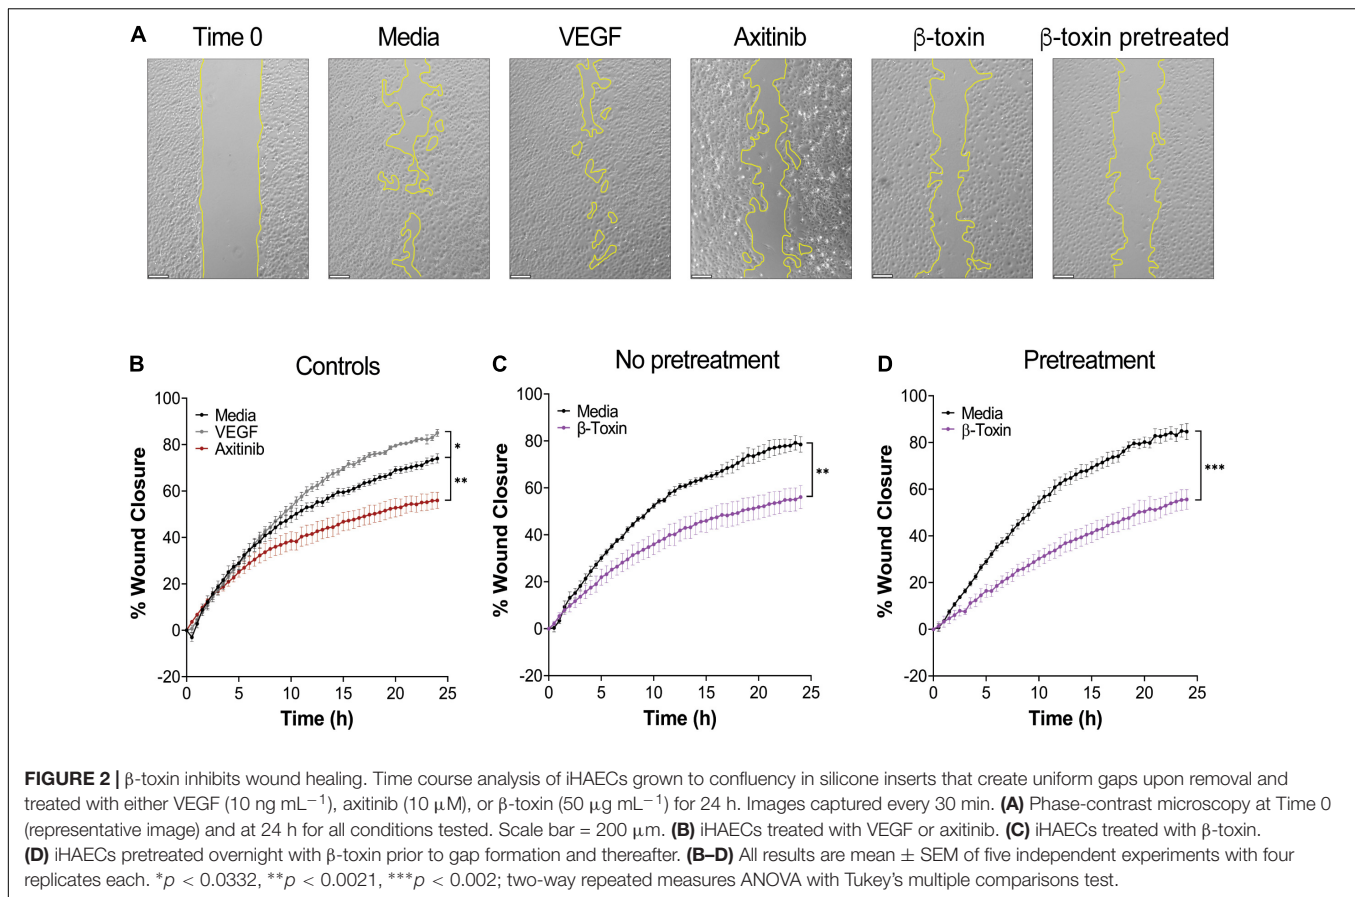 A
Time 0
Media
VEGF
Axitinib
β-toxin
β-toxin pretreated
B
Controls
100
80
60
40
20
0
-20
% Wound Closure
Media
VEGF
Axitinib
*
**
0
5
10
15
20
25
Time (h)
C
No pretreatment
100
80
60
40
20
0
-20
% Wound Closure
Media
β-Toxin
**
0
5
10
15
20
25
Time (h)
D
Pretreatment
100
80
60
40
20
0
-20
% Wound Closure
Media
β-Toxin
***
0
5
10
15
20
25
Time (h)
FIGURE 2 | β-toxin inhibits wound healing. Time course analysis of iHAECs grown to confluency in silicone inserts that create uniform gaps upon removal and
treated with either VEGF (10 ng mL−1), axitinib (10 μM), or β-toxin (50 μg mL−1) for 24 h. Images captured every 30 min. (A) Phase-contrast microscopy at Time 0
(representative image) and at 24 h for all conditions tested. Scale bar = 200 μm. (B) iHAECs treated with VEGF or axitinib. (C) iHAECs treated with β-toxin.
(D) iHAECs pretreated overnight with β-toxin prior to gap formation and thereafter. (B–D) All results are mean ± SEM of five independent experiments with four
replicates each. *p < 0.0332, **p < 0.0021, ***p < 0.002; two-way repeated measures ANOVA with Tukey's multiple comparisons test.